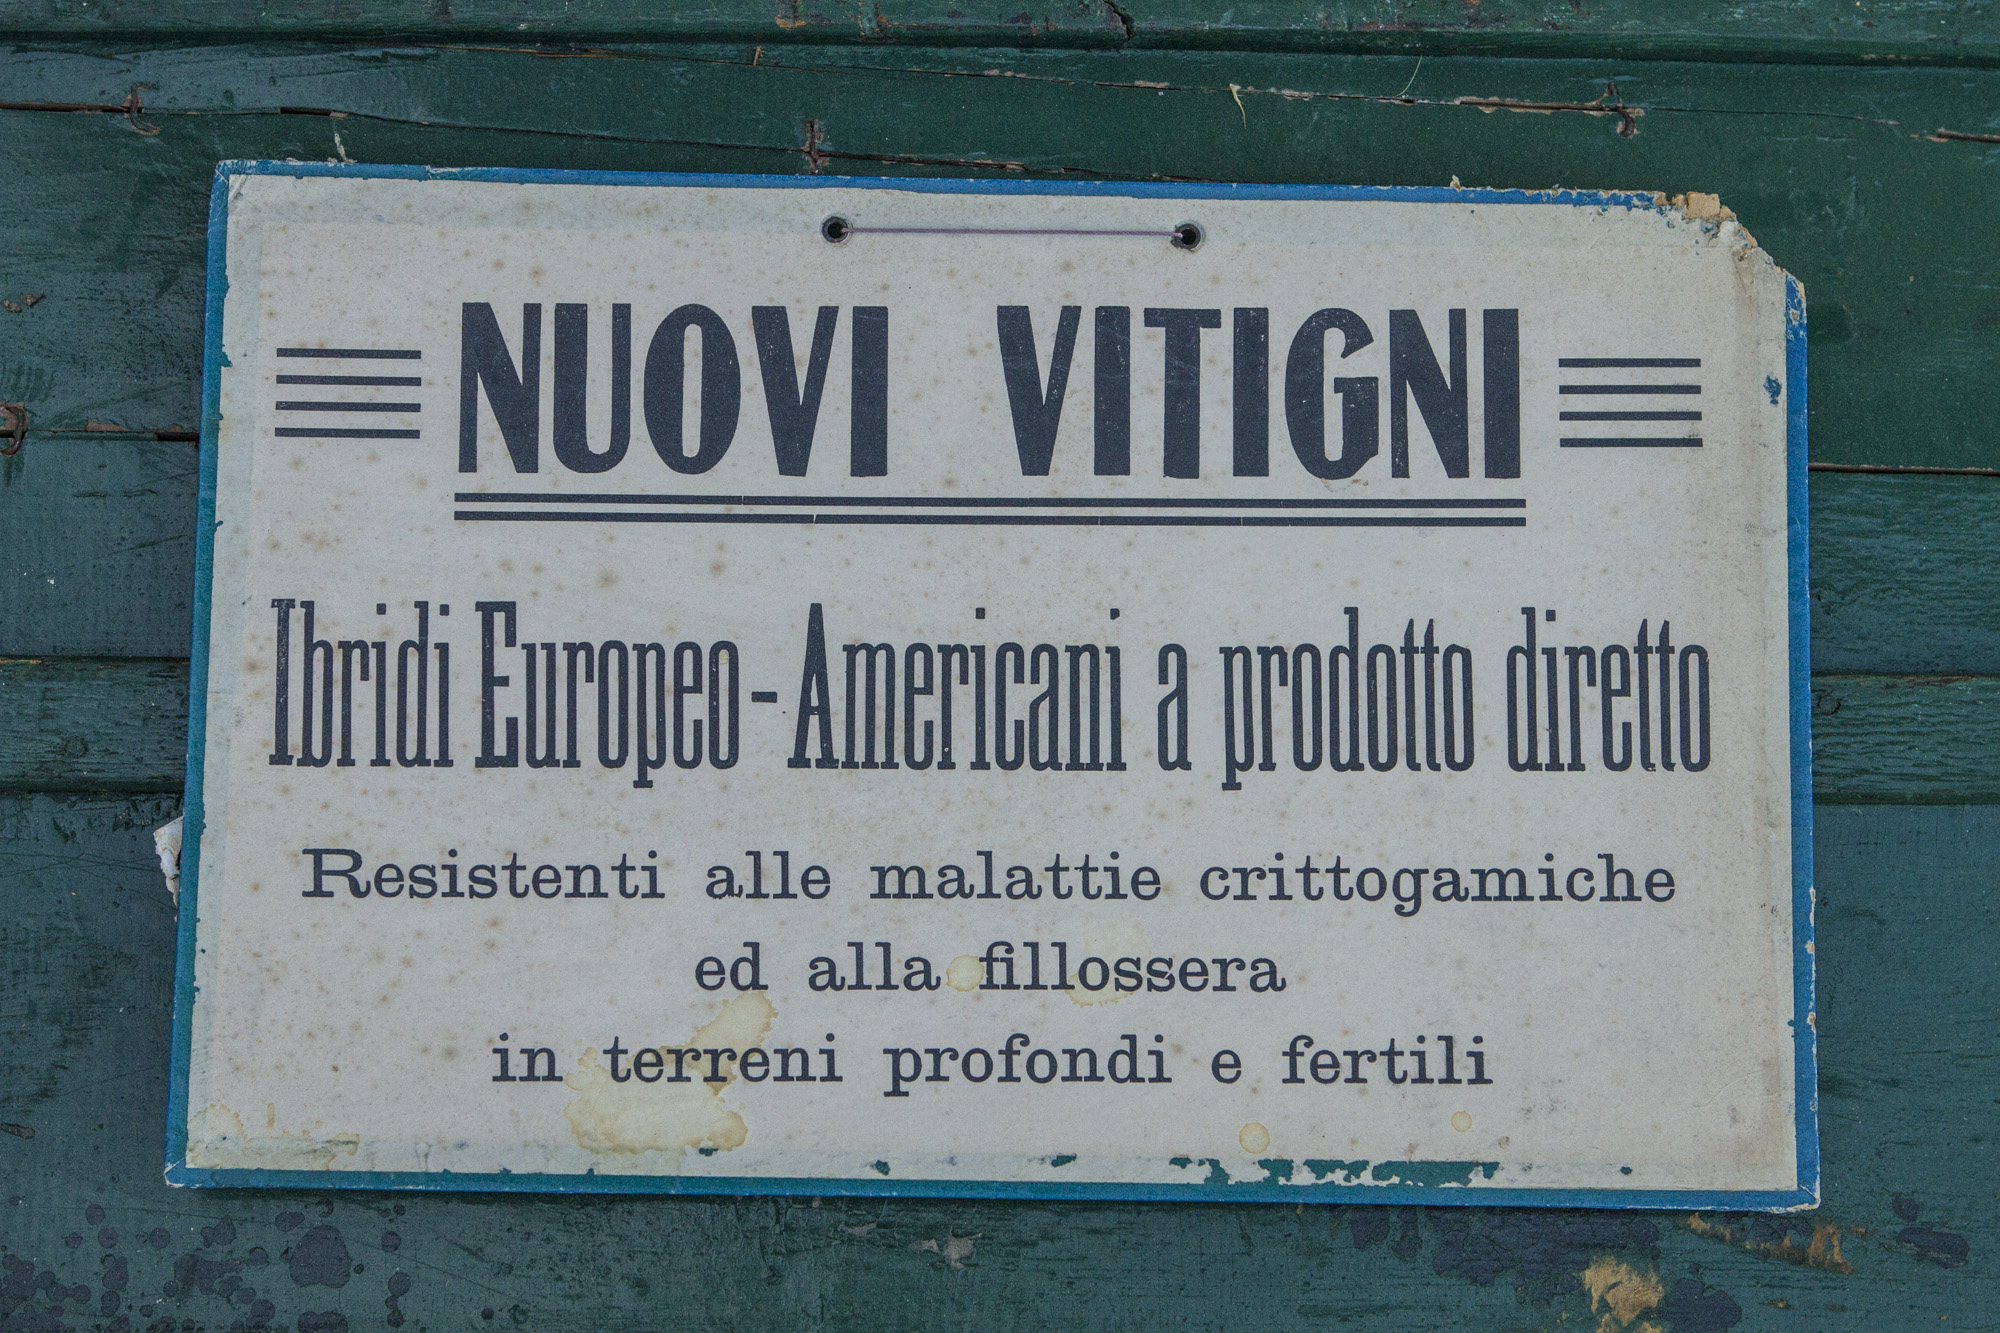 NUOVI VITIGNI
Ibridi Europeo-Americani a prodotto diretto
Resistenti alle malattie crittogamiche
ed alla fillossera
in terreni profondi e fertili